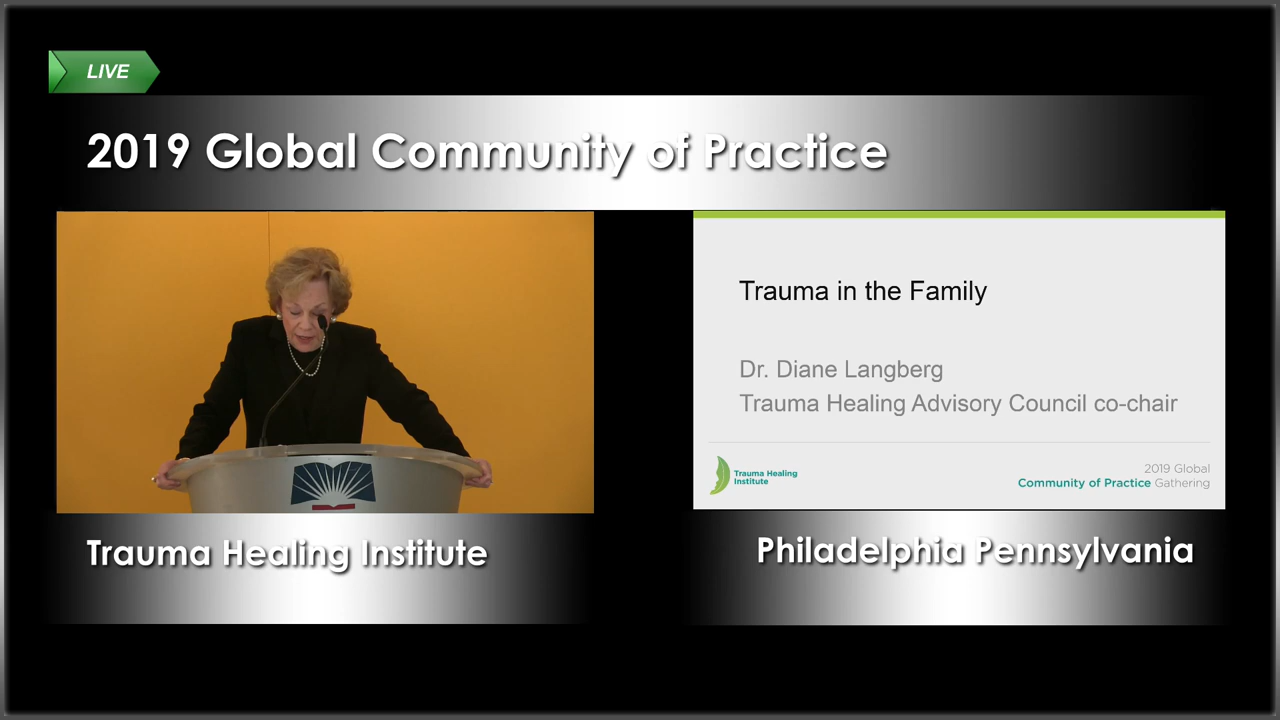 LIVE
2019 Global Community of Practice
Trauma in the Family
Dr. Diane Langberg
Trauma Healing Advisory Council co-chair
Trauma Healing
Institute
2019 Global
Community of Practice Gathering
Trauma Healing Institute
Philadelphia Pennsylvania